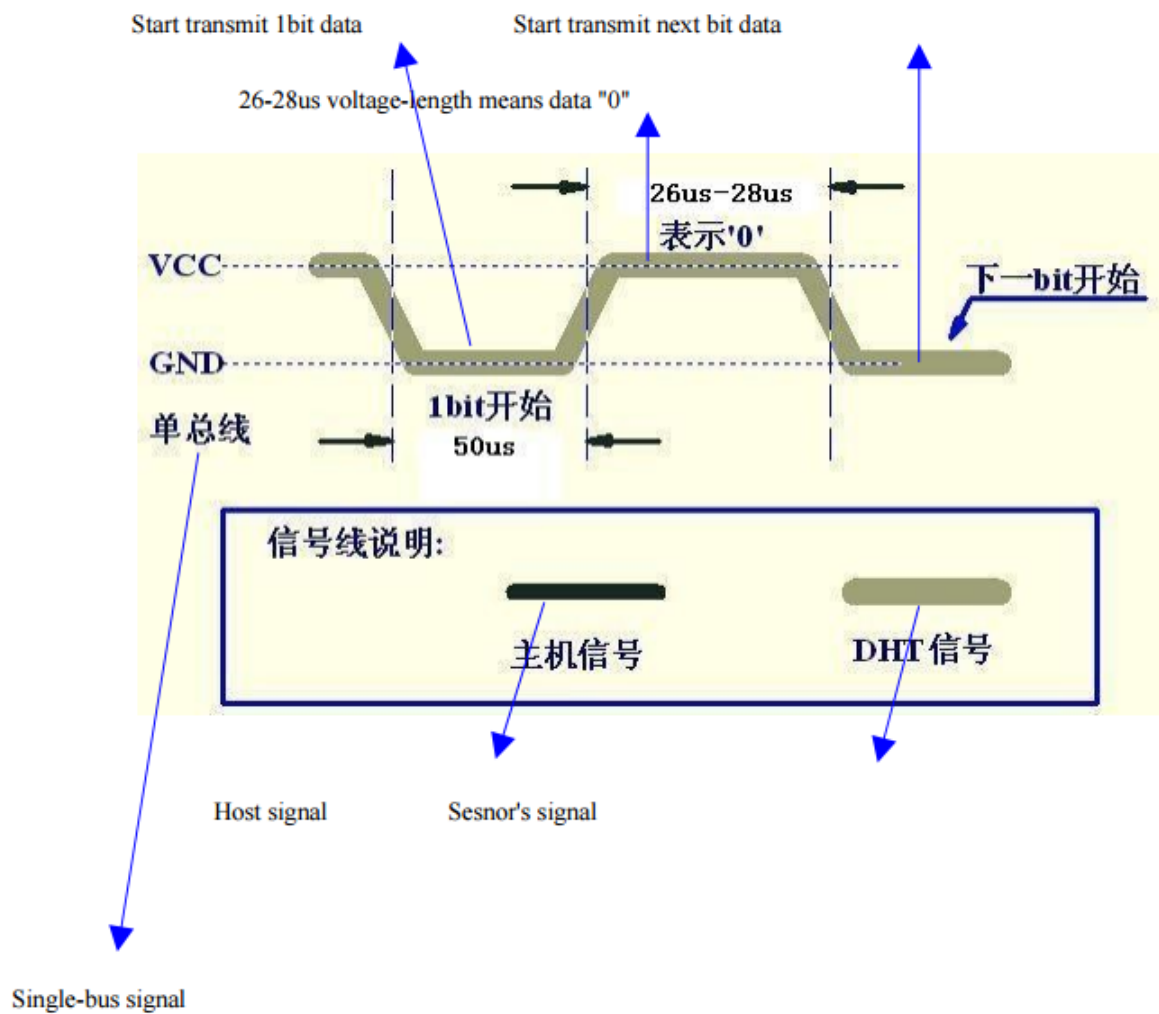 Start transmit 1bit data
Start transmit next bit data
26-28us voltage-length means data "0"
26us-28us
表示'0'
VCC
下一bit开始
GND
1bit开始
单总线
50us
信号线说明:
主机信号
DHT信号
Host signal
Sesnor's signal
Single-bus signal